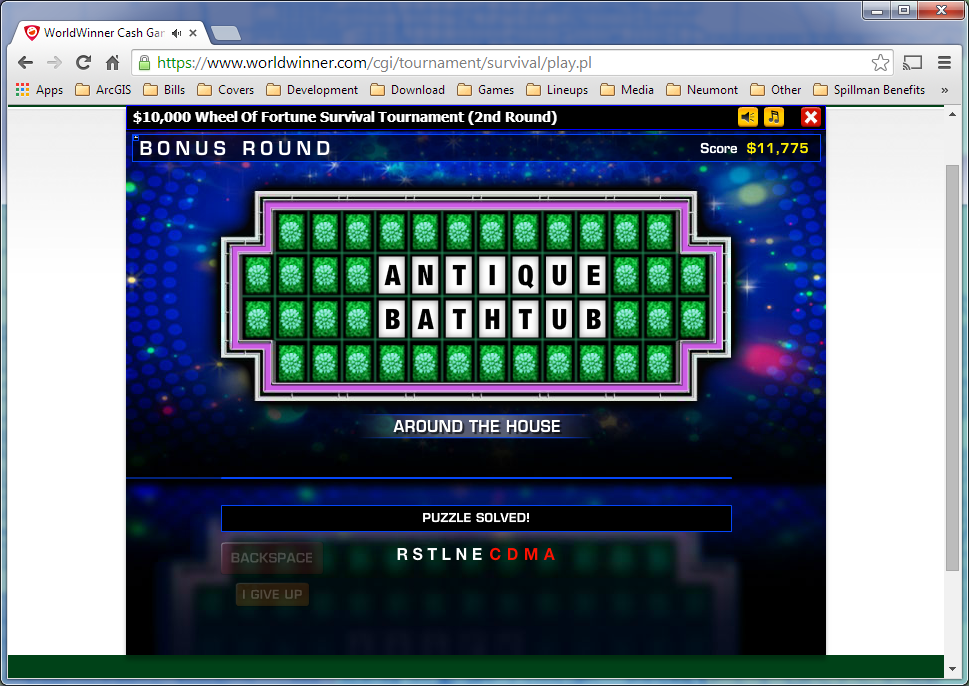 WorldWinner Cash Gar
https://www.worldwinner.com/cgi/tournament/survival/play.pl
Apps ArcGIS Bills Covers Development Download Games Lineups Media Neumont Other Spillman Benefits »
$10,000 Wheel Of Fortune Survival Tournament (2nd Round)
BONUS ROUND Score $11,775
ANTIQUE
BATHTUB
AROUND THE HOUSE
PUZZLE SOLVED!
BACKSPACE R S T L N E C D M A
I GIVE UP